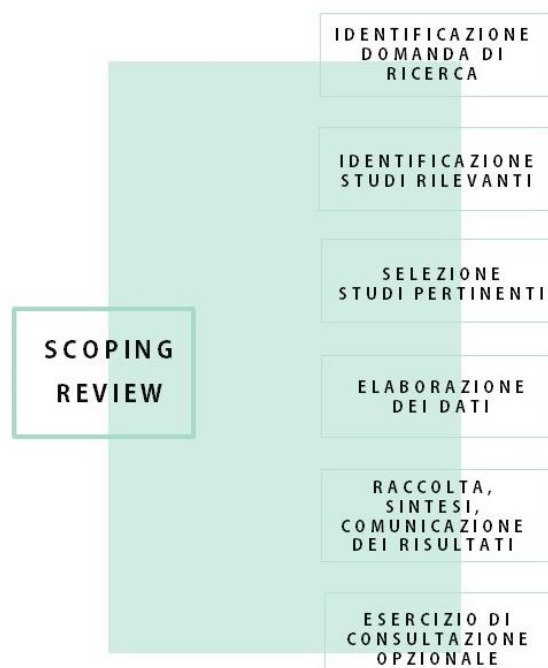 IDENTIFICAZIONE
DOMANDA DI
RICERCA
IDENTIFICAZIONE
STUDI RILEVANTI
SELEZIONE
STUDI PERTINENTI
SCOPING
REVIEW
ELABORAZIONE
DEI DATI
RACCOLTA,
SINTESI,
COMUNICAZIONE
DEI RISULTATI
ESERCIZIO DI
CONSULTAZIONE
OPZIONALE